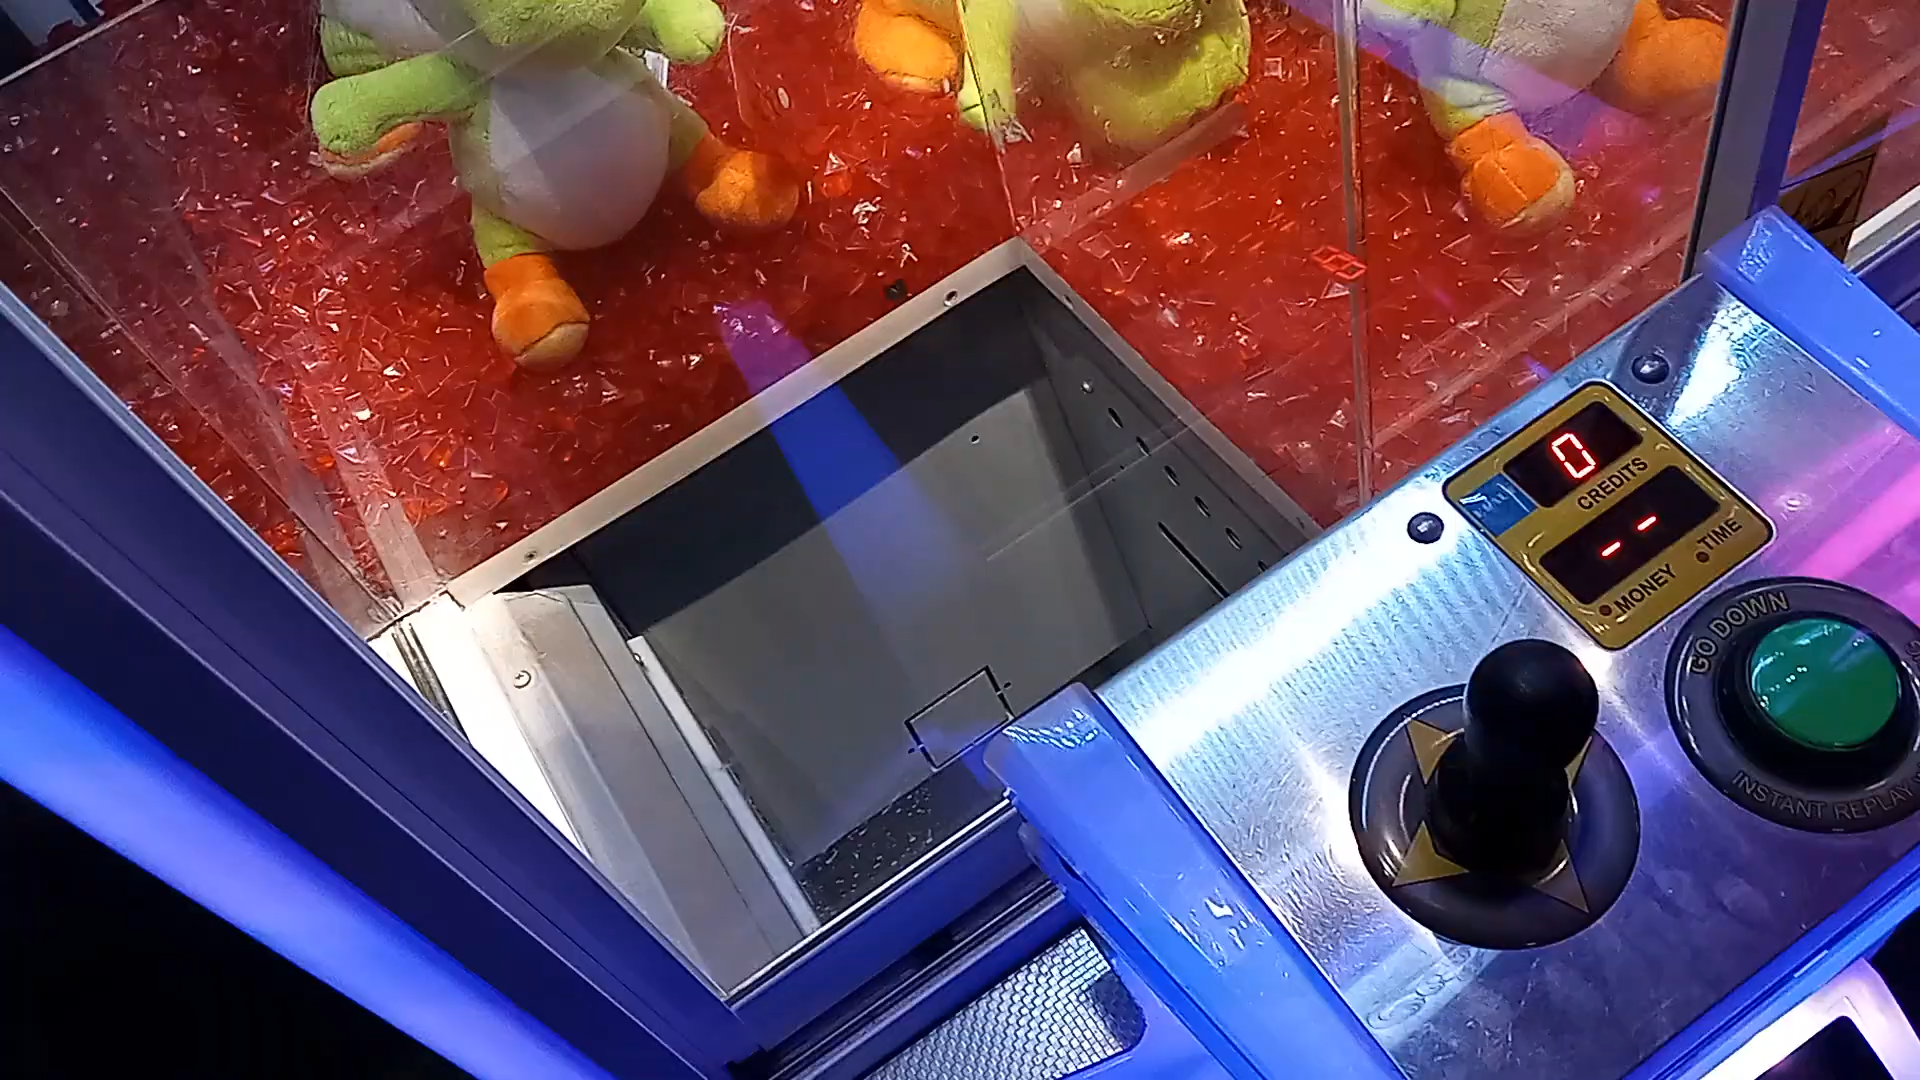 0
CREDITS
--
MONEY
TIME
GO DOWN
INSTANT REPLAY